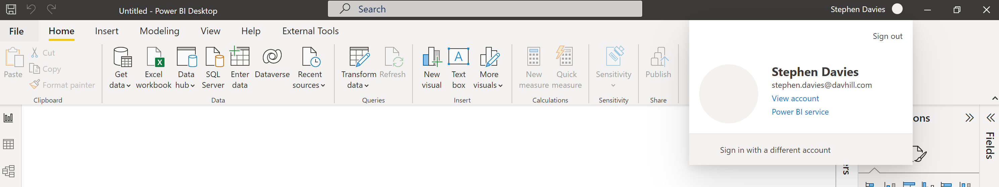 Untitled - Power BI Desktop
Search
Stephen Davies
File
Home
Insert
Modeling
View
Help
External Tools
Paste
Cut
Copy
Format painter
Clipboard
Get
data
Excel
workbook
X
Data
hub
SQL
Server
Enter
data
Dataverse
Recent
sources
Data
Transform
data
Refresh
Queries
New
visual
A
Text
box
More
visuals
Insert
New
measure
Quick
measure
Calculations
Sensitivity
Sensitivity
Publish
Share
Sign out
Stephen Davies
stephen.davies@davhill.com
View account
Power BI service
Sign in with a different account
ons
Fields
rs